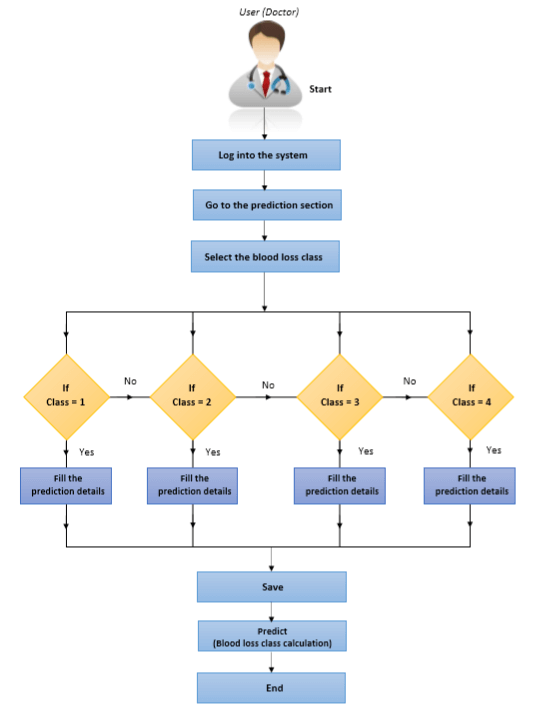 User (Doctor)
Start
Log into the system
Go to the prediction section
Select the blood loss class
If
Class = 1
No
If
Class = 2
No
If
Class = 3
No
If
Class = 4
Yes
Yes
Yes
Yes
Fill the
prediction details
Fill the
prediction details
Fill the
prediction details
Fill the
prediction details
Save
Predict
(Blood loss class calculation)
End